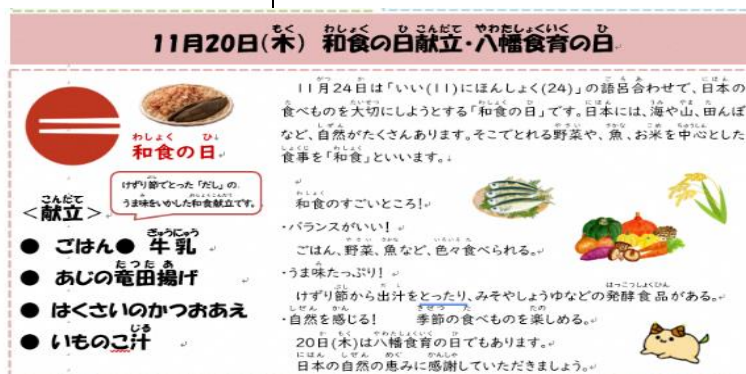 11月20日(木) 和食の日献立・八幡食育の日
和食の日
けずり節でとった「だし」の
うま味をいかした和食献立です。
<献立>
● ごはん● 牛乳
● あじの竜田揚げ
● はくさいのかつおあえ
● いものこ汁
11月24日は「いい(11)にほんしょく(24)」の語呂合わせで、日本の
食べものを大切にしようとする「和食の日」です。日本には、海や山、田んぼ
など、自然がたくさんあります。そこでとれる野菜や、魚、お米を中心とした
食事を「和食」といいます。
和食のすごいところ!
・バランスがいい!
ごはん、野菜、魚など、色々食べられる。
・うま味たっぷり!
けずり節から出汁をとったり、みそやしょうゆなどの発酵食品がある。
・自然を感じる! 季節の食べものを楽しめる。
20日(木)は八幡食育の日でもあります。
日本の自然の恵みに感謝していただきましょう。